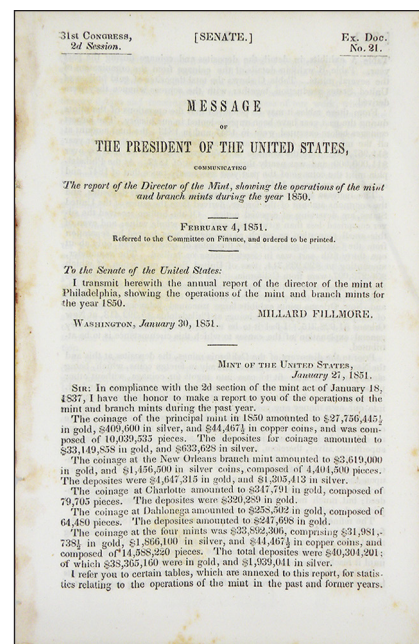 31st Congress,
2d Session.
[SENATE.]
Ex. Doc.
No. 21.
MESSAGE
OF
THE PRESIDENT OF THE UNITED STATES,
COMMUNICATING
The report of the Director of the Mint, showing the operations of the mint
and branch mints during the year 1850.
February 4, 1851.
Referred to the Committee on Finance, and ordered to be printed.
To the Senate of the United States:
I transmit herewith the annual report of the director of the mint at
Philadelphia, showing the operations of the mint and branch mints for
the year 1850.
MILLARD FILLMORE.
Washington, January 30, 1851.
Mint of the United States,
January 27, 1851.
Sir: In compliance with the 2d section of the mint act of January 18,
1837, I have the honor to make a report to you of the operations of the
mint and branch mints during the past year.
The coinage of the principal mint in 1850 amounted to $27,756,445½
in gold, $409,600 in silver, and $44,467½ in copper coins, and was com-
posed of 10,039,535 pieces. The deposites for coinage amounted to
$33,149,858 in gold, and $633,628 in silver.
The coinage at the New Orleans branch mint amounted to $3,619,000
in gold, and $1,456,500 in silver coins, composed of 4,404,500 pieces.
The deposites were $4,647,315 in gold, and $1,305,413 in silver.
The coinage at Charlotte amounted to $347,791 in gold, composed of
79,705 pieces. The deposites were $320,289 in gold.
The coinage at Dahlonega amounted to $258,502 in gold, composed of
64,480 pieces. The deposites amounted to $247,698 in gold.
The coinage at the four mints was $33,892,306, comprising $31,981,-
738½ in gold, $1,866,100 in silver, and $44,467½ in copper coins, and
composed of 14,588,220 pieces. The total deposites were $40,304,201;
of which $38,365,160 were in gold, and $1,939,041 in silver.
I refer you to certain tables, which are annexed to this report, for statis-
tics relating to the operations of the mint in the past and former years.